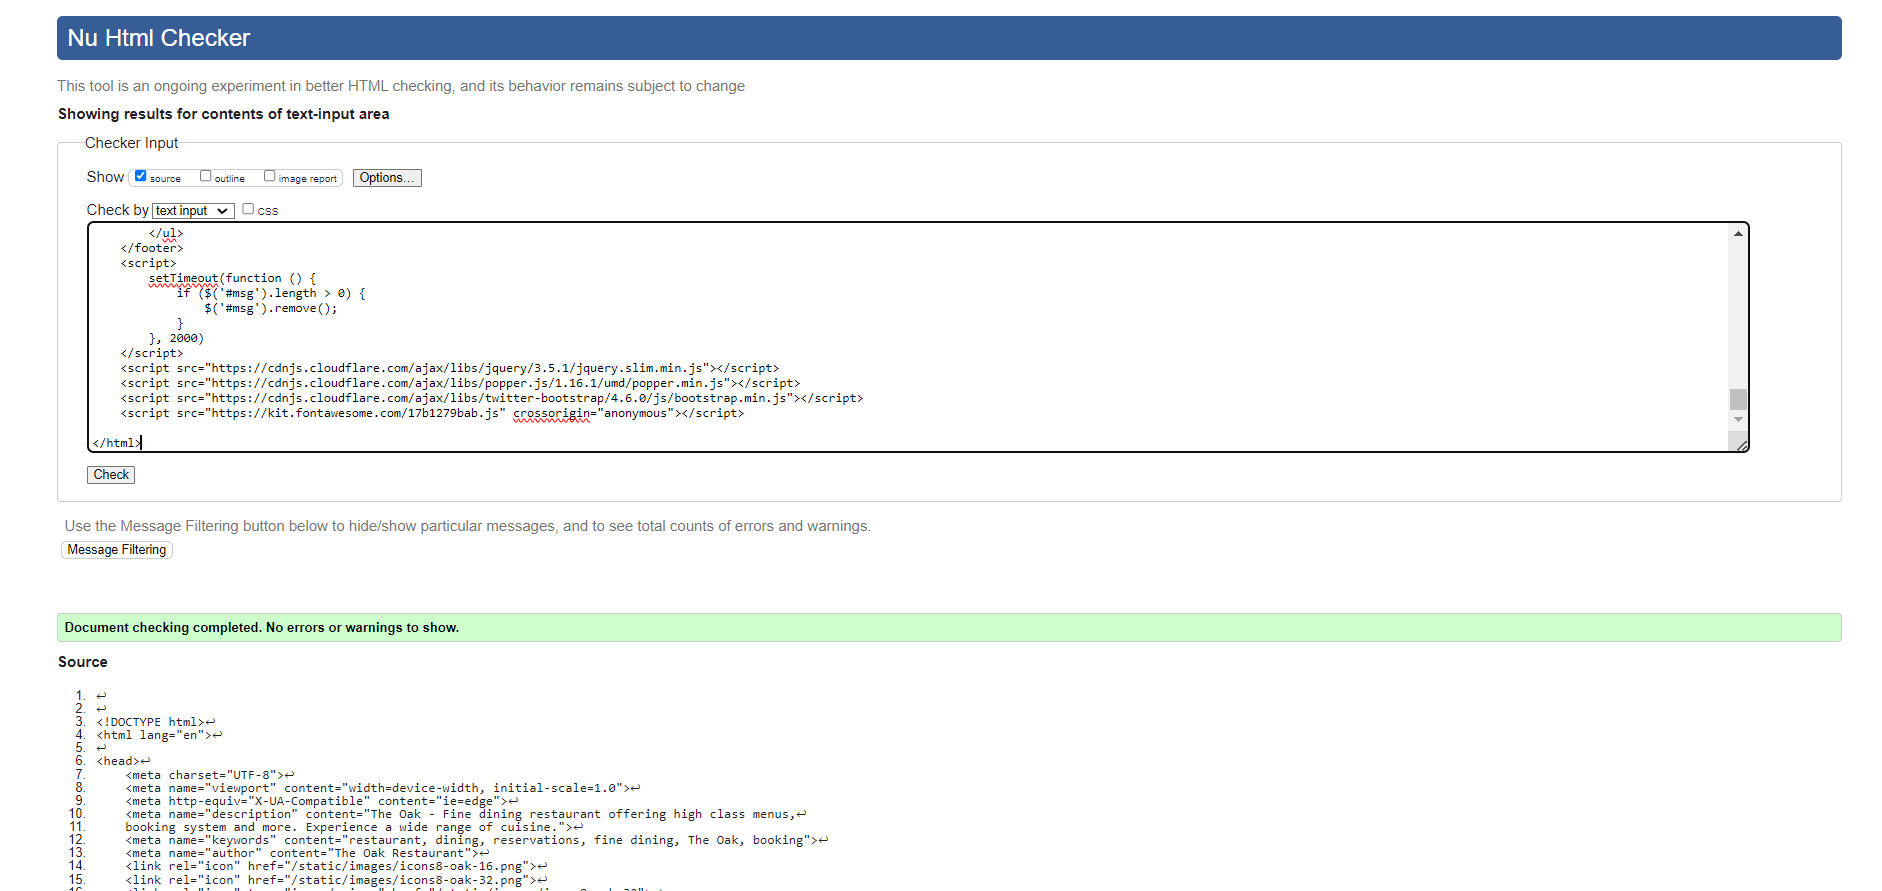 Nu Html Checker
This tool is an ongoing experiment in better HTML checking, and its behavior remains subject to change
Showing results for contents of text-input area
Checker Input
Show source outline image report Options...
Check by text input css
</ul>
</footer>
<script>
setTimeout(function () {
if ($('#msg').length > 0) {
$('#msg').remove();
}
}, 2000)
</script>
<script src="https://cdnjs.cloudflare.com/ajax/libs/jquery/3.5.1/jquery.slim.min.js"></script>
<script src="https://cdnjs.cloudflare.com/ajax/libs/popper.js/1.16.1/umd/popper.min.js"></script>
<script src="https://cdnjs.cloudflare.com/ajax/libs/twitter-bootstrap/4.6.0/js/bootstrap.min.js"></script>
<script src="https://kit.fontawesome.com/17b1279bab.js" crossorigin="anonymous"></script>
</html>
Check
Use the Message Filtering button below to hide/show particular messages, and to see total counts of errors and warnings.
Message Filtering
Document checking completed. No errors or warnings to show.
Source
1. ↩
2. ↩
3. <!DOCTYPE html>↩
4. <html lang="en">↩
5. ↩
6. <head>↩
7. <meta charset="UTF-8">↩
8. <meta name="viewport" content="width=device-width, initial-scale=1.0">↩
9. <meta http-equiv="X-UA-Compatible" content="ie=edge">↩
10. <meta name="description" content="The Oak - Fine dining restaurant offering high class menus,↩
11. booking system and more. Experience a wide range of cuisine.">↩
12. <meta name="keywords" content="restaurant, dining, reservations, fine dining, The Oak, booking">↩
13. <meta name="author" content="The Oak Restaurant">↩
14. <link rel="icon" href="/static/images/icons8-oak-16.png">↩
15. <link rel="icon" href="/static/images/icons8-oak-32.png">↩